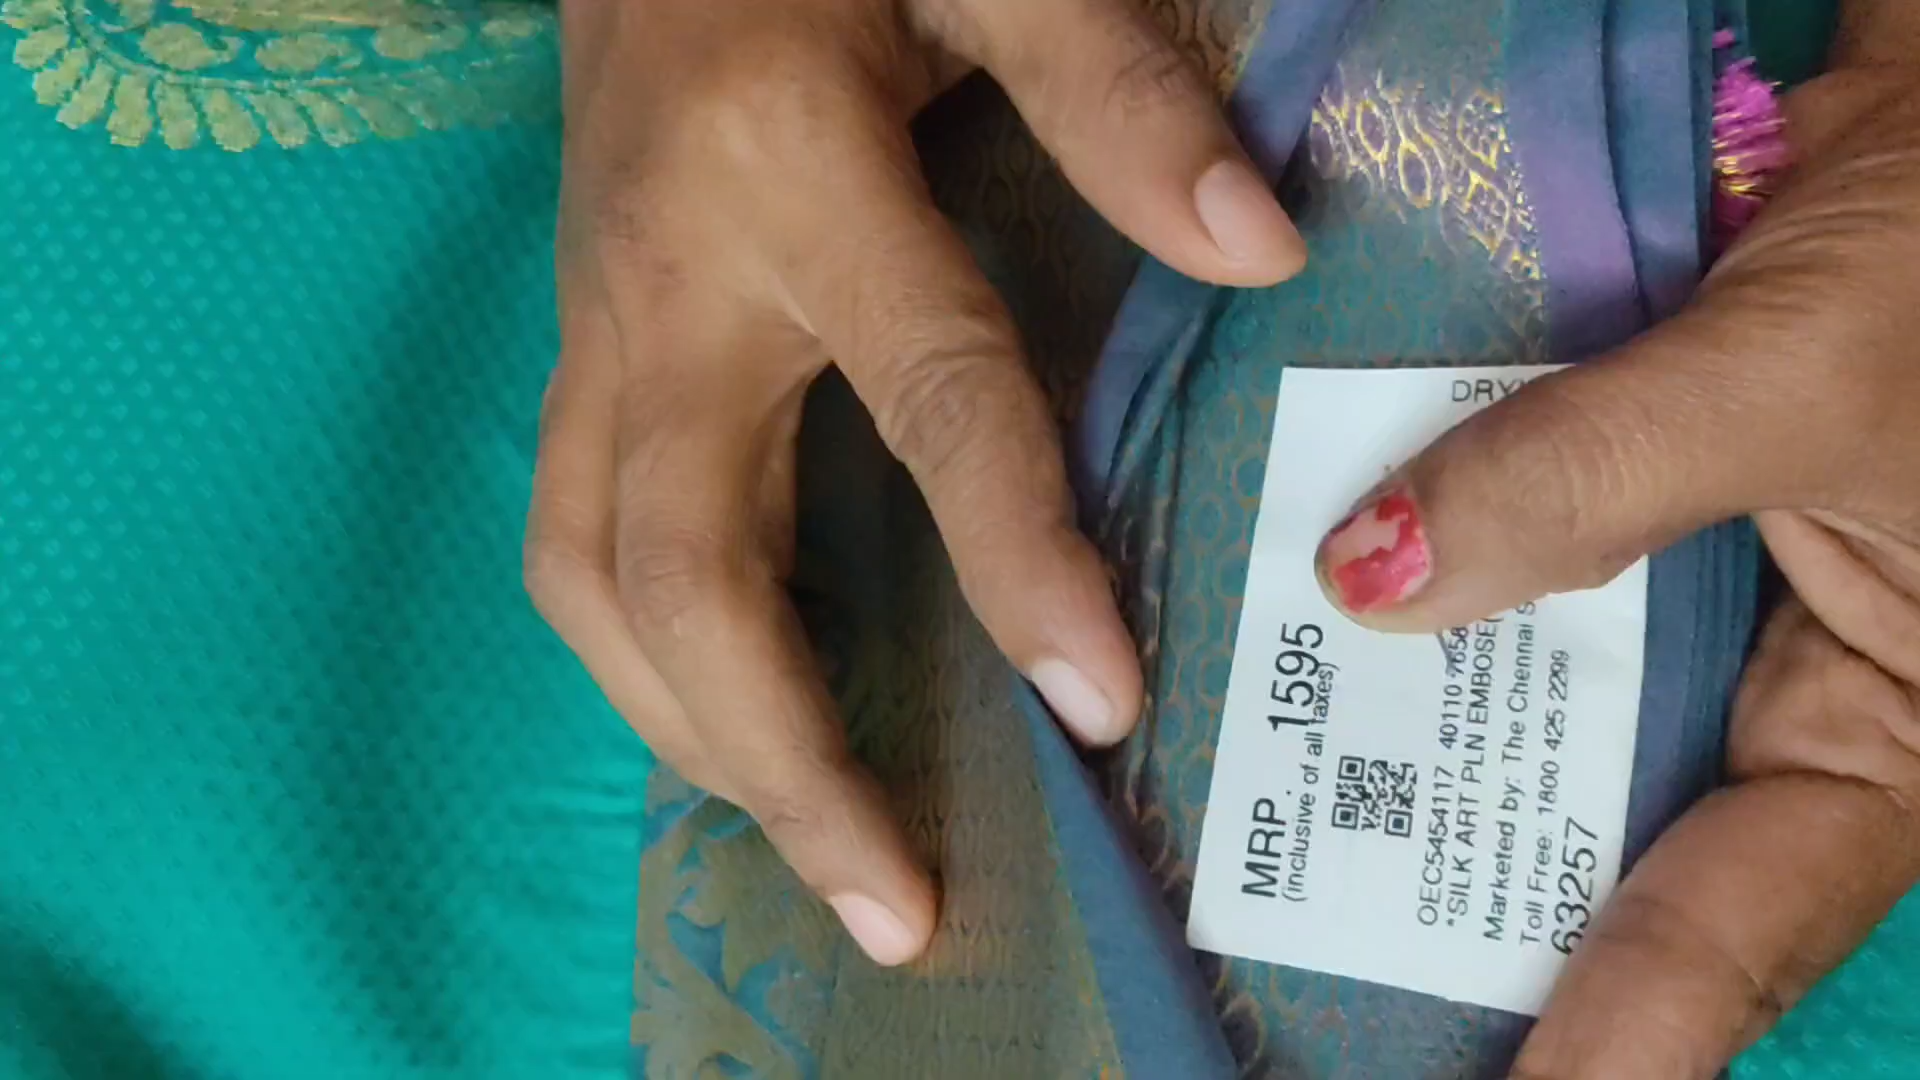 MRP 1595
(inclusive of all taxes)
OEC5454117 40110
*SILK ART PLN EMBOSE
Marketed by: The Chennai
Toll Free: 1800 425 2299
63257